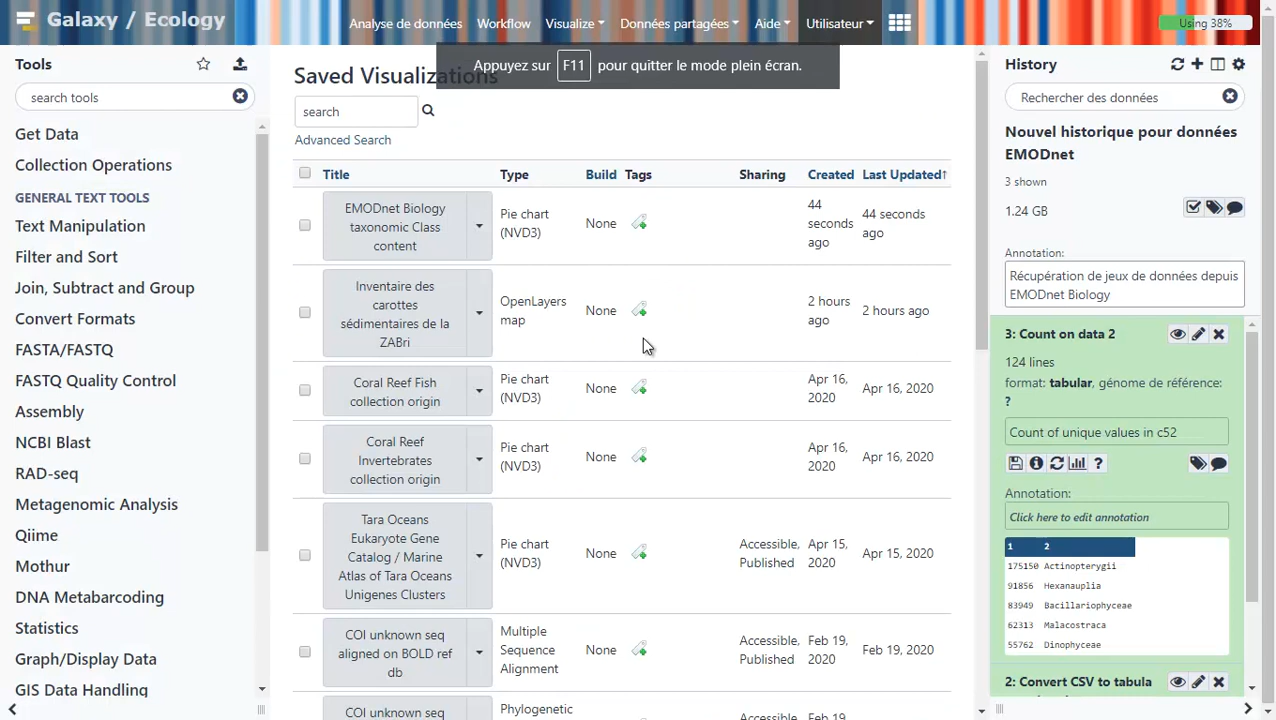 Galaxy / Ecology
Analyse de données
Workflow
Visualize
Données partagées
Aide
Utilisateur
Using 38%
Appuyez sur F11 pour quitter le mode plein écran.
Tools
search tools
Get Data
Collection Operations
GENERAL TEXT TOOLS
Text Manipulation
Filter and Sort
Join, Subtract and Group
Convert Formats
FASTA/FASTQ
FASTQ Quality Control
Assembly
NCBI Blast
RAD-seq
Metagenomic Analysis
Qiime
Mothur
DNA Metabarcoding
Statistics
Graph/Display Data
GIS Data Handling
Saved Visualizations
search
Advanced Search
Title Type Build Tags Sharing Created Last Updated↑
EMODnet Biology
taxonomic Class
content
Pie chart
(NVD3)
None
44
seconds
ago
44 seconds
ago
Inventaire des
carottes
sédimentaires de la
ZABri
OpenLayers
map
None
2 hours
ago
2 hours ago
Coral Reef Fish
collection origin
Pie chart
(NVD3)
None
Apr 16,
2020
Apr 16, 2020
Coral Reef
Invertebrates
collection origin
Pie chart
(NVD3)
None
Apr 16,
2020
Apr 16, 2020
Tara Oceans
Eukaryote Gene
Catalog / Marine
Atlas of Tara Oceans
Unigenes Clusters
Pie chart
(NVD3)
None
Accessible,
Published
Apr 15,
2020
Apr 15, 2020
COI unknown seq
aligned on BOLD ref
db
Multiple
Sequence
Alignment
None
Accessible,
Published
Feb 19,
2020
Feb 19, 2020
COI unknown seq
Phylogenetic
Accessible,
Feb 19,
History
Rechercher des données
Nouvel historique pour données
EMODnet
3 shown
1.24 GB
Annotation:
Récupération de jeux de données depuis
EMODnet Biology
3: Count on data 2
124 lines
format: tabular, génome de référence:
?
Count of unique values in c52
?
Annotation:
Click here to edit annotation
1 2
175150 Actinopterygii
91856 Hexanauplia
83949 Bacillariophyceae
62313 Malacostraca
55762 Dinophyceae
2: Convert CSV to tabula